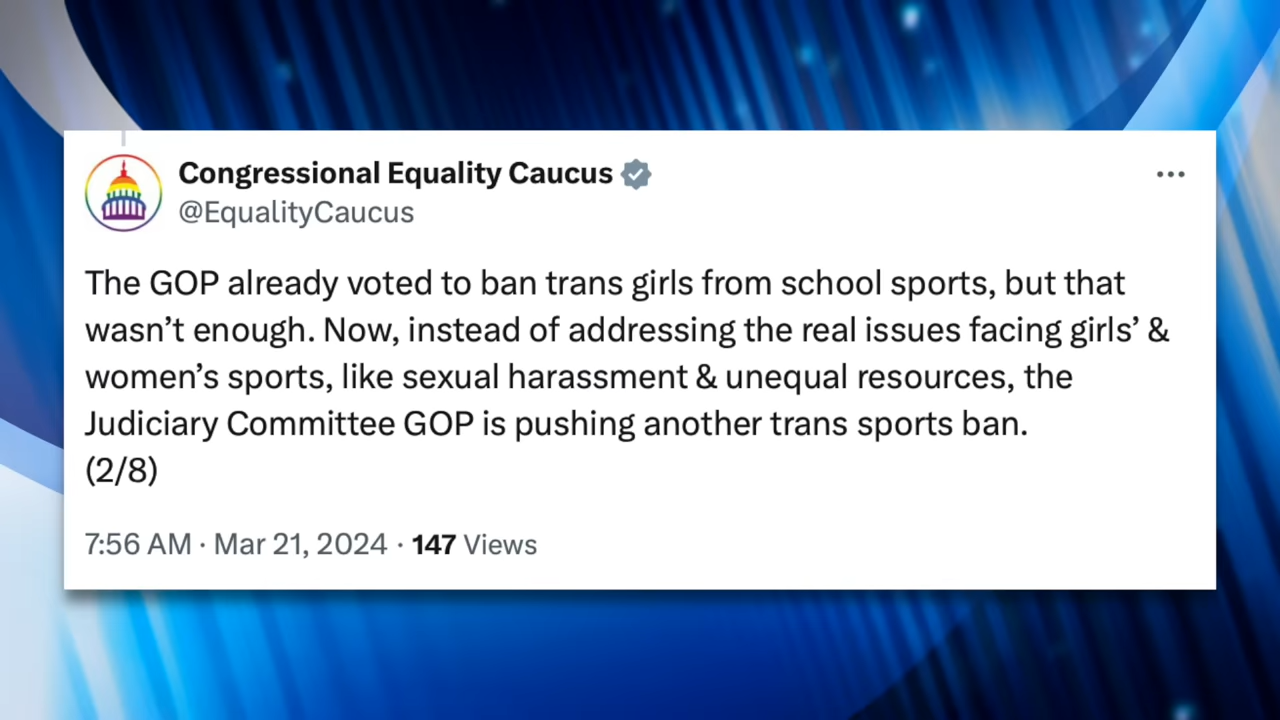 Congressional Equality Caucus
@EqualityCaucus
The GOP already voted to ban trans girls from school sports, but that
wasn’t enough. Now, instead of addressing the real issues facing girls’ &
women’s sports, like sexual harassment & unequal resources, the
Judiciary Committee GOP is pushing another trans sports ban.
(2/8)
7:56 AM · Mar 21, 2024 · 147 Views